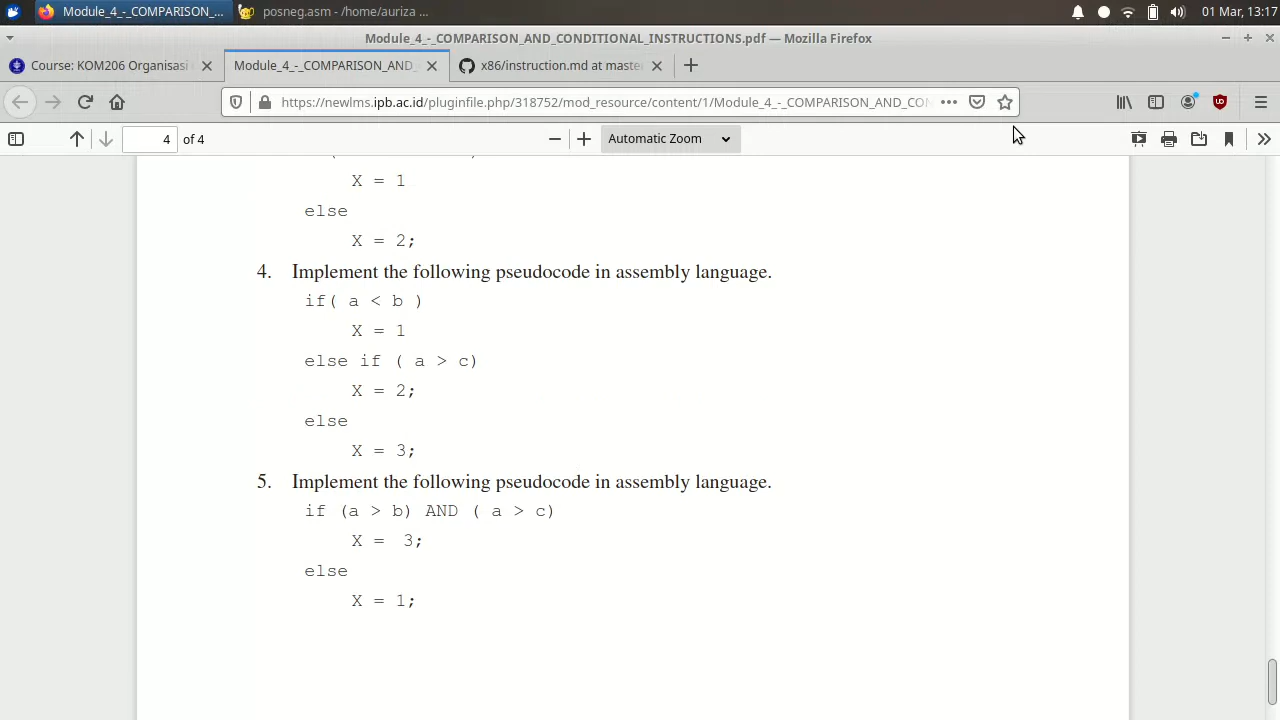 Module_4_-_COMPARISON_AND_...
posneg.asm - /home/auriza ...
01 Mar, 13:17
Module_4_-_COMPARISON_AND_CONDITIONAL_INSTRUCTIONS.pdf — Mozilla Firefox
Course: KOM206 Organisasi
Module_4_-_COMPARISON_AND_
x86/instruction.md at maste
https://newlms.ipb.ac.id/pluginfile.php/318752/mod_resource/content/1/Module_4_-_COMPARISON_AND_CON
4 of 4
Automatic Zoom
X = 1
else
X = 2;
4. Implement the following pseudocode in assembly language.
if( a < b )
X = 1
else if ( a > c)
X = 2;
else
X = 3;
5. Implement the following pseudocode in assembly language.
if (a > b) AND ( a > c)
X =  3;
else
X = 1;